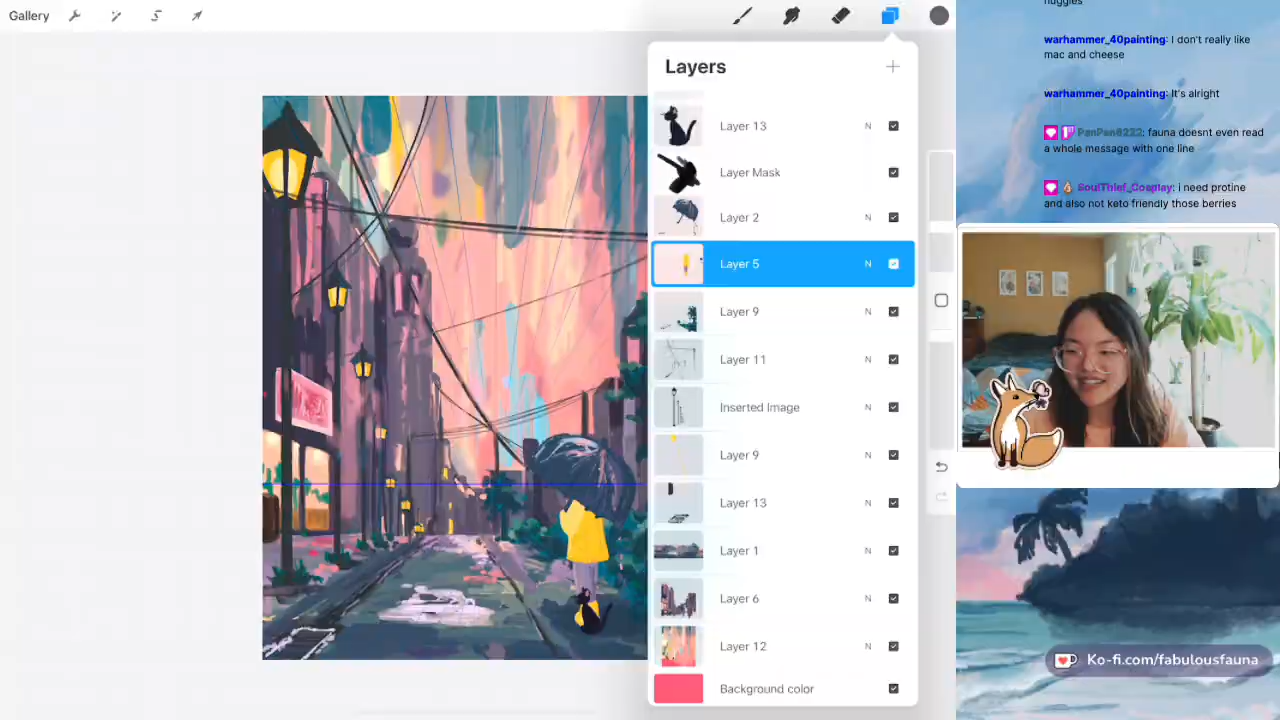 Gallery
Layers
Layer 13
N
Layer Mask
Layer 2
N
Layer 5
N
Layer 9
N
Layer 11
N
Inserted Image
N
Layer 9
N
Layer 13
N
Layer 1
N
Layer 6
N
Layer 12
N
Background color
warhammer_40painting: I don't really like
mac and cheese
warhammer_40painting: It's alright
PanPan8222: fauna doesnt even read
a whole message with one line
SoulThief_Cosplay: i need protine
and also not keto friendly those berries
Ko-fi.com/fabulousfauna